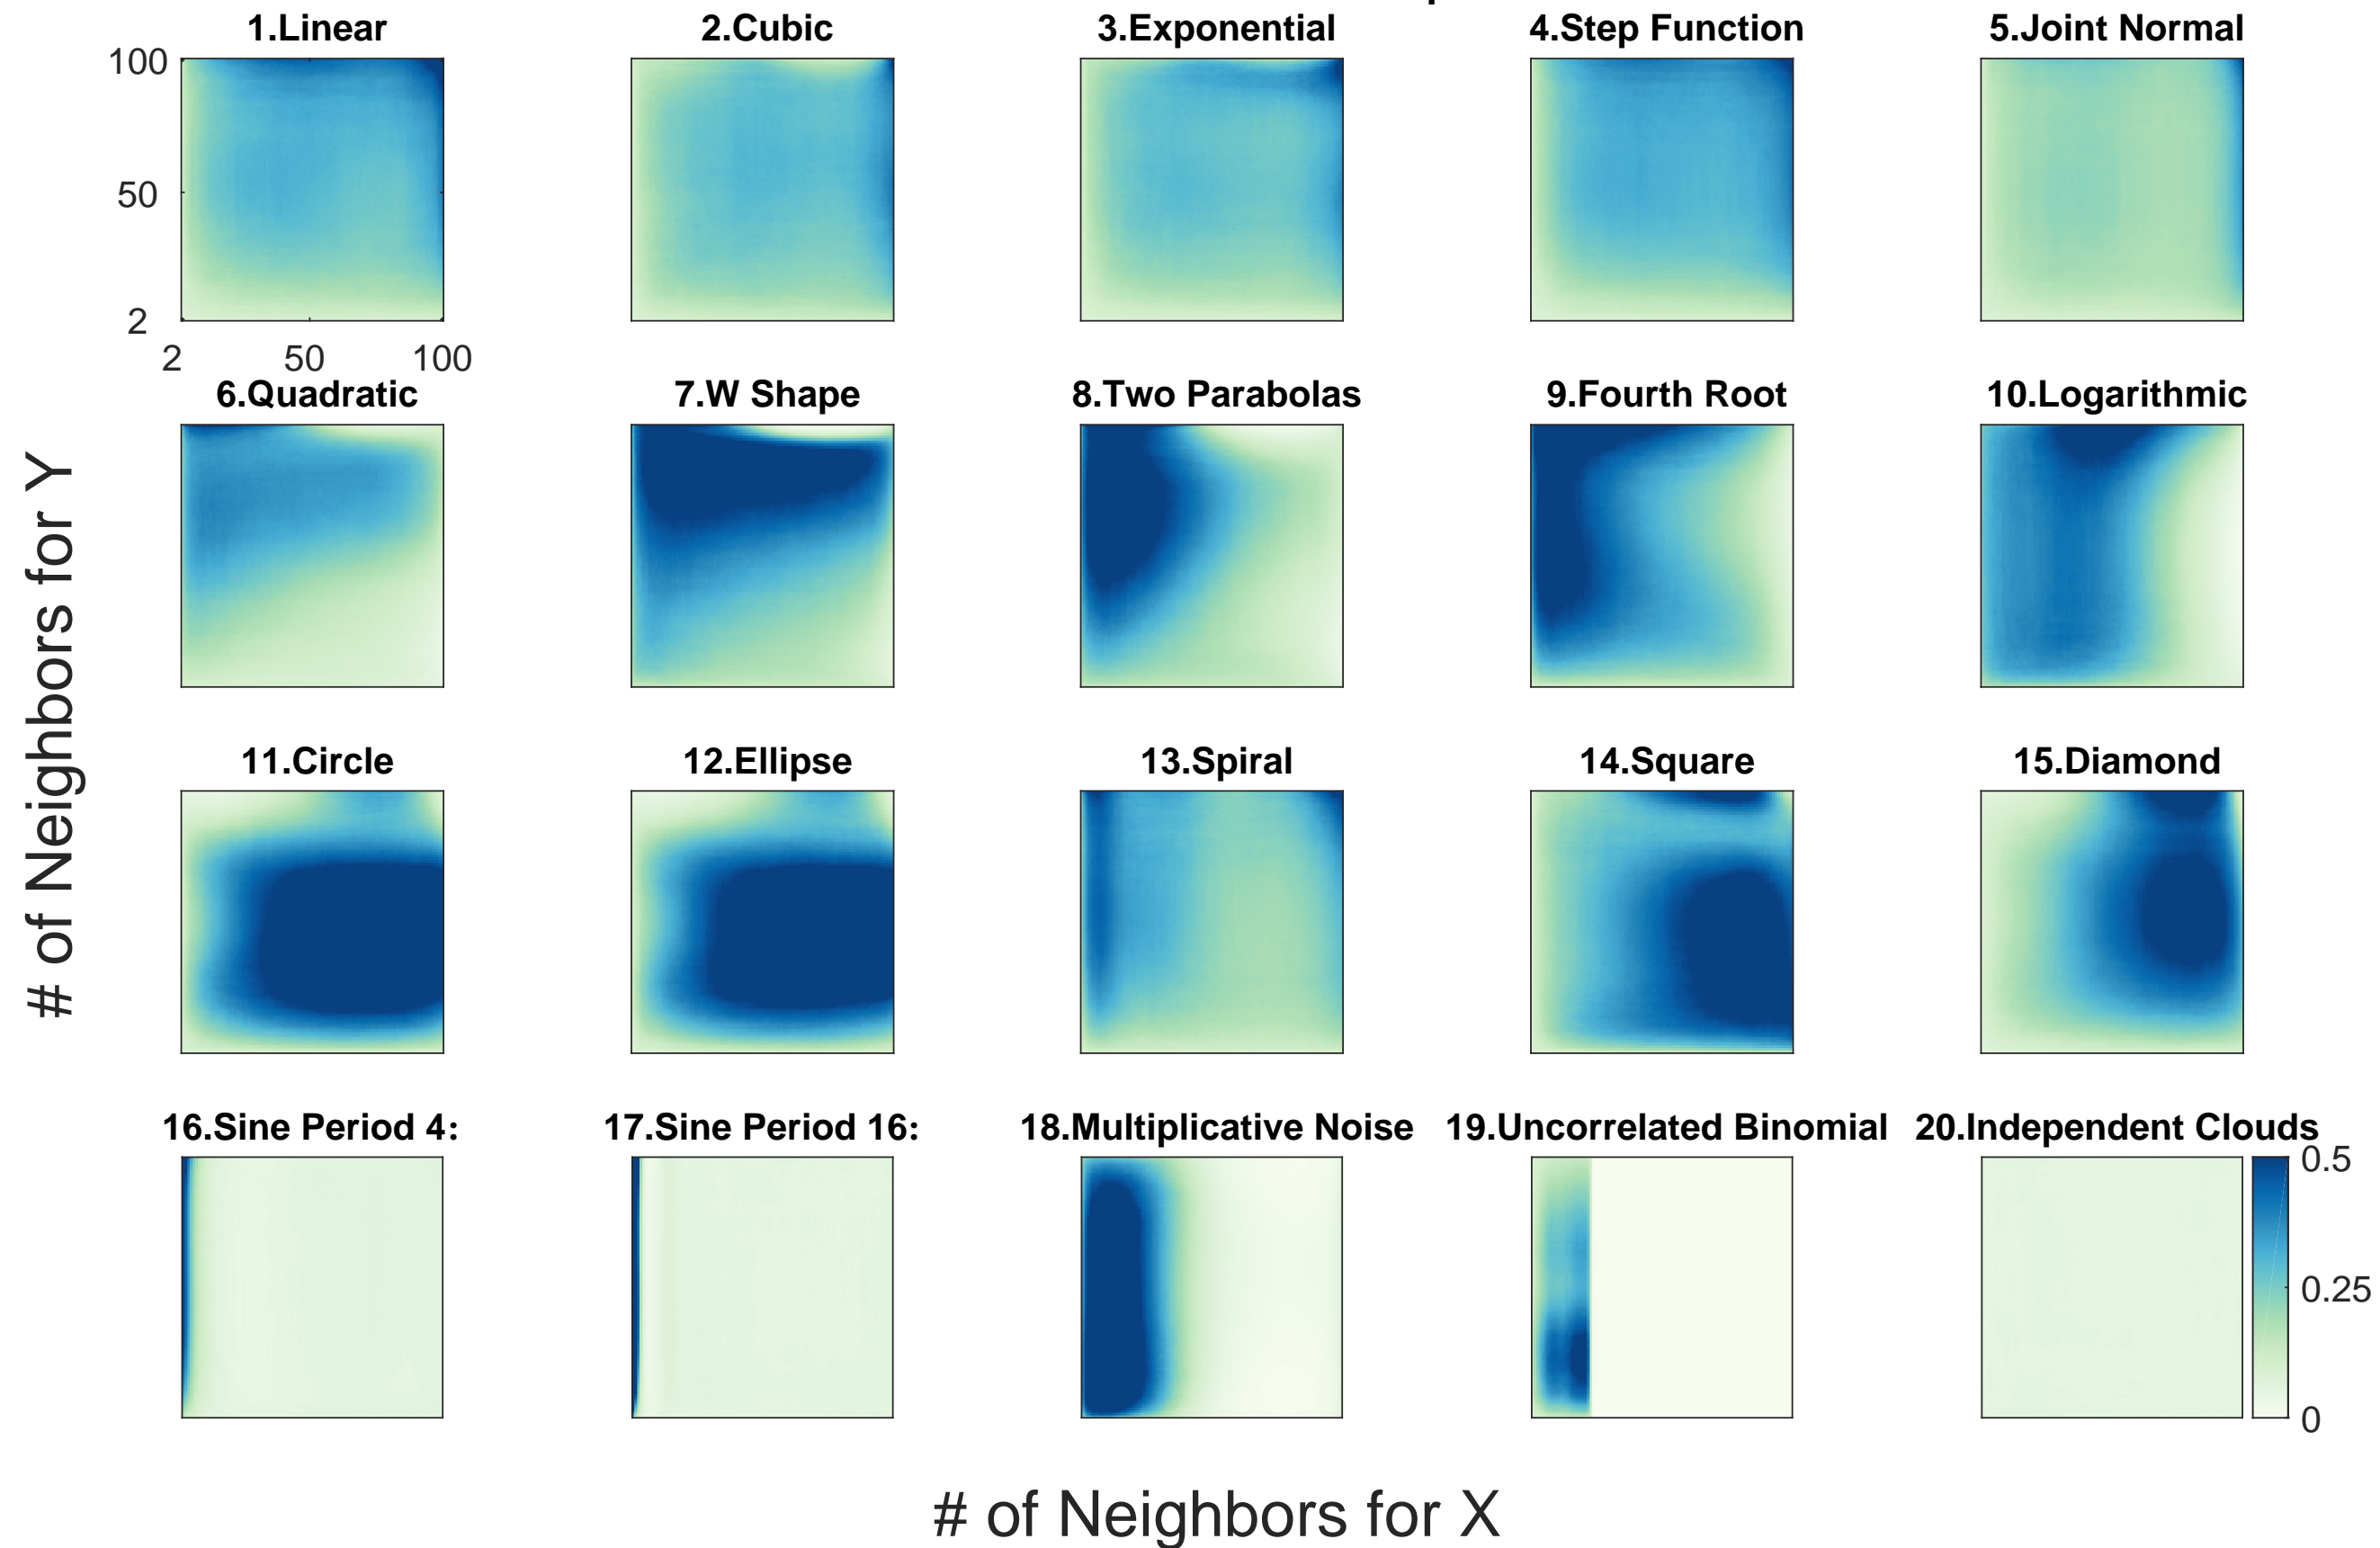 1.Linear
2.Cubic
3.Exponential
4.Step Function
5.Joint Normal
100
50
2
2
50
100
6.Quadratic
7.W Shape
8.Two Parabolas
9.Fourth Root
10.Logarithmic
# of Neighbors for Y
11.Circle
12.Ellipse
13.Spiral
14.Square
15.Diamond
16.Sine Period 4:
17.Sine Period 16:
18.Multiplicative Noise
19.Uncorrelated Binomial
20.Independent Clouds
0.5
0.25
0
# of Neighbors for X